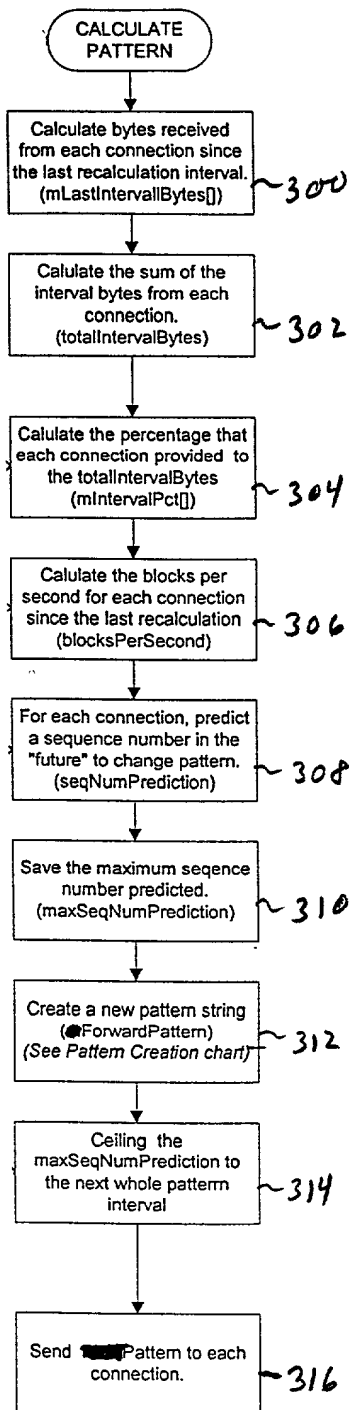 CALCULATE
PATTERN
Calculate bytes received
from each connection since
the last recalculation interval.
(mLastIntervallBytes[])
300
Calulate the sum of the
interval bytes from each
connection.
(totalIntervalBytes)
302
Calulate the percentage that
each connection provided to
the totalIntervalBytes
(mIntervalPct[])
304
Calulate the blocks per
second for each connection
since the last recalculation
(blocksPerSecond)
306
For each connection, predict
a sequence number in the
"future" to change pattern.
(seqNumPrediction)
308
Save the maximum seqence
number predicted.
(maxSeqNumPrediction)
310
Create a new pattern string
(ForwardPattern)
(See Pattern Creation chart)
312
Ceiling the
maxSeqNumPrediction to
the next whole pattern
interval
314
Send Pattern to each
connection.
316